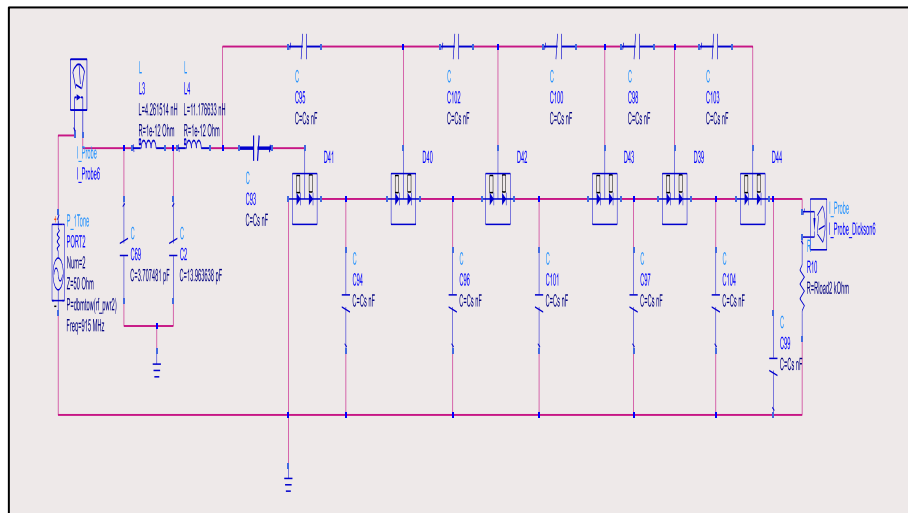 C
C95
C=Cs nF
C
C102
C=Cs nF
C
C100
C=Cs nF
C
C98
C=Cs nF
C
C103
C=Cs nF
L
L3
L=4.261514 nH
R=1e-12 Ohm
L
L4
L=11.176633 nH
R=1e-12 Ohm
I_Probe
I_Probe6
C
C93
C=Cs nF
D41
D40
D42
D43
D39
D44
P_1Tone
PORT2
Num=2
Z=50 Ohm
P=dbmtow(rf_pwr2)
Freq=915 MHz
C
C69
C=3.707481 pF
C
C2
C=13.963638 pF
C
C94
C=Cs nF
C
C96
C=Cs nF
C
C101
C=Cs nF
C
C97
C=Cs nF
C
C104
C=Cs nF
I_Probe
I_Probe_Dickson6
R
R10
R=Rload2 kOhm
C
C99
C=Cs nF